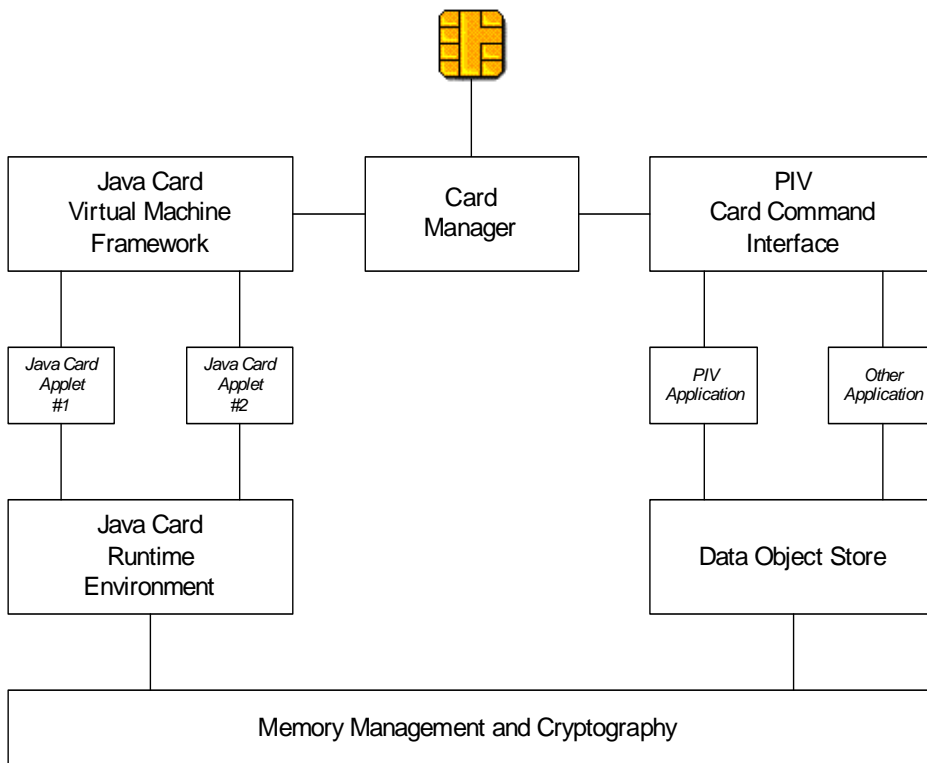 Java Card
Virtual Machine
Framework
Card
Manager
PIV
Card Command
Interface
Java Card
Applet
#1
Java Card
Applet
#2
PIV
Application
Other
Application
Java Card
Runtime
Environment
Data Object Store
Memory Management and Cryptography